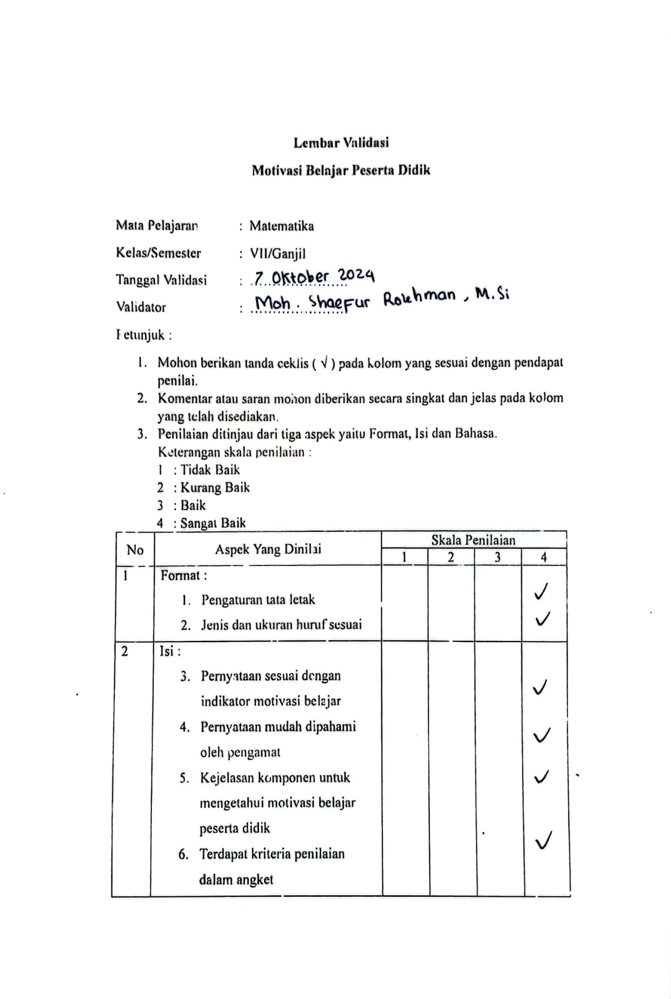 Lembar Validasi
Motivasi Belajar Peserta Didik
Mata Pelajaran : Matematika
Kelas/Semester : VII/Ganjil
Tanggal Validasi : 7 Oktober 2024
Validator : Moh. Shaefur Rokhman, M.Si
Petunjuk :
1. Mohon berikan tanda ceklis ( √ ) pada kolom yang sesuai dengan pendapat
penilai.
2. Komentar atau saran mohon diberikan secara singkat dan jelas pada kolom
yang telah disediakan.
3. Penilaian ditinjau dari tiga aspek yaitu Format, Isi dan Bahasa.
Keterangan skala penilaian :
1 : Tidak Baik
2 : Kurang Baik
3 : Baik
4 : Sangat Baik
No Aspek Yang Dinilai Skala Penilaian
1 2 3 4
1 Format :
1. Pengaturan tata letak ✓
2. Jenis dan ukuran huruf sesuai ✓
2 Isi :
3. Pernyataan sesuai dengan ✓
indikator motivasi belajar
4. Pernyataan mudah dipahami ✓
oleh pengamat
5. Kejelasan komponen untuk ✓
mengetahui motivasi belajar
peserta didik
6. Terdapat kriteria penilaian ✓
dalam angket